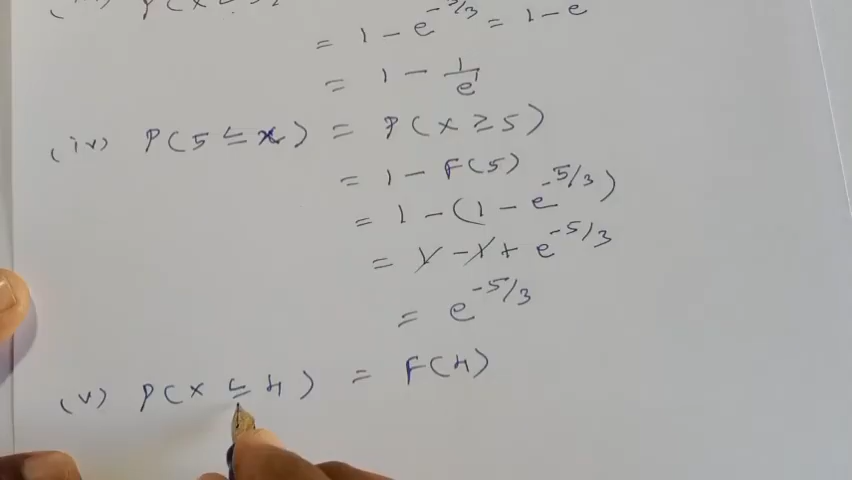 = 1 - e^{-3/3} = 1 - e
= 1 - 1/e^1
(iv) P(5 ≤ x) = P(X ≥ 5)
= 1 - F(5)
= 1 - (1 - e^{-5/3})
= 1 - 1 + e^{-5/3}
= e^{-5/3}
(v) P(X ≤ 4) = F(4)